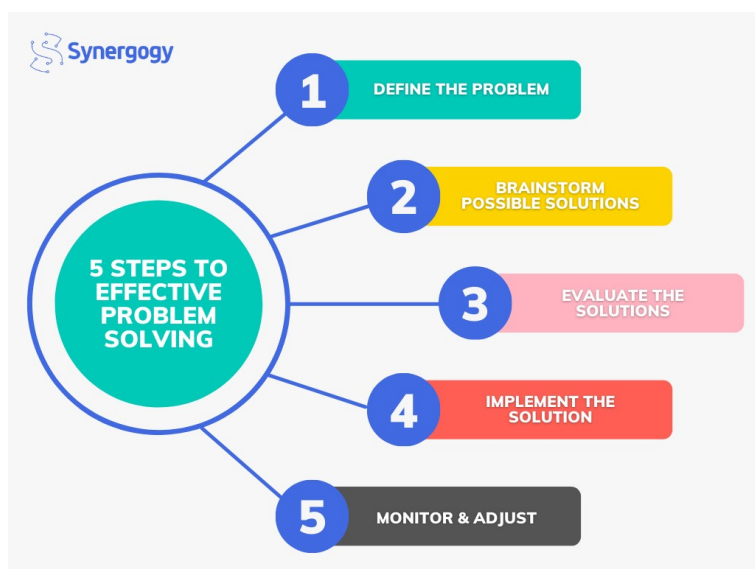 Synergogy
5 STEPS TO
EFFECTIVE
PROBLEM
SOLVING
1
DEFINE THE PROBLEM
2
BRAINSTORM
POSSIBLE SOLUTIONS
3
EVALUATE THE
SOLUTIONS
4
IMPLEMENT THE
SOLUTION
5
MONITOR & ADJUST